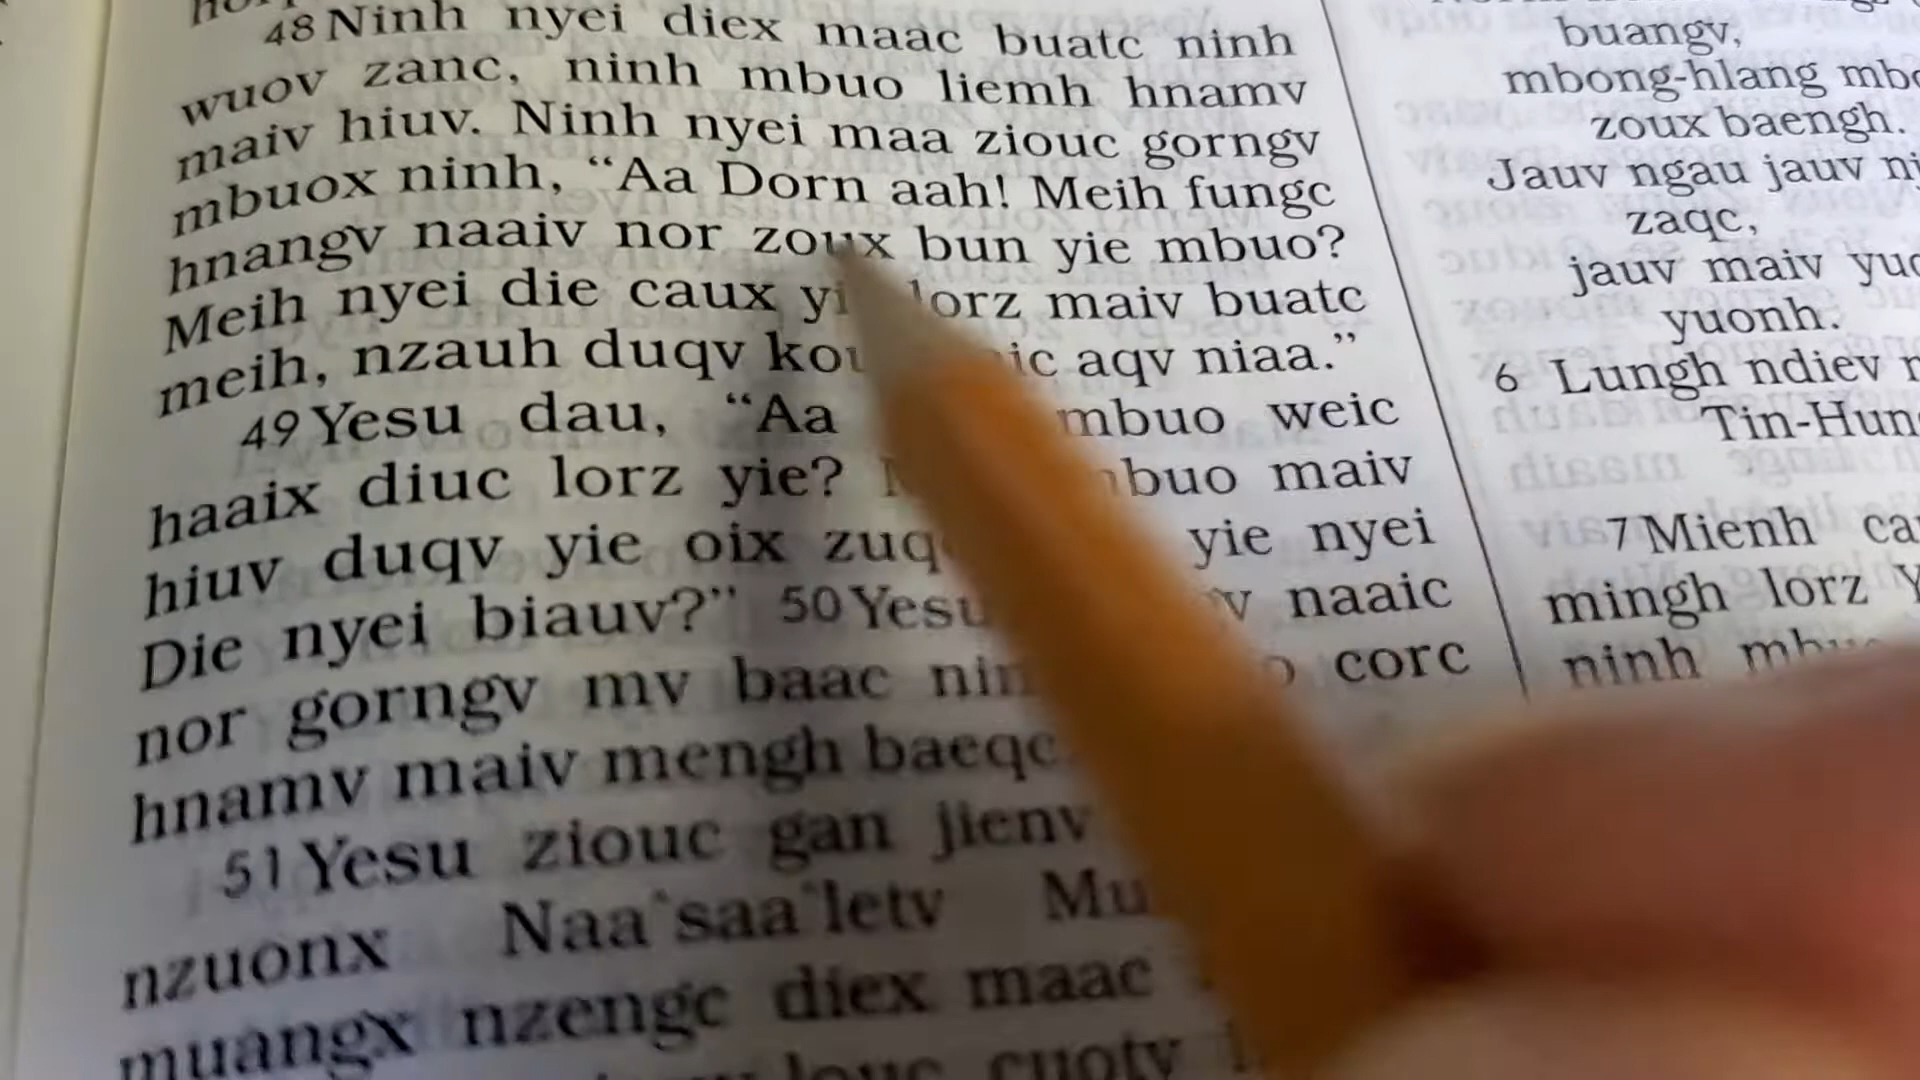 48 Ninh nyei diex maac buatc ninh
wuov zanc, ninh mbuo liemh hnamv
maiv hiuv. Ninh nyei maa ziouc gorngv
mbuox ninh, “Aa Dorn aah! Meih fungc
hnangv naaiv nor zoux bun yie mbuo?
Meih nyei die caux lorz maiv buatc
meih, nzauh duqv aqv niaa.”
49 Yesu dau, “Aa mbuo weic
haaix diuc lorz yie? mbuo maiv
hiuv duqv yie oix yie nyei
Die nyei biauv?” 50 Yesu naaic
nor gorngv mv baac corc
hnamv maiv mengh baeqc
51 Yesu ziouc gan jienv
nzuonx Naa^saa^letv
muangx nzengc diex maac
cuotv
buangv,
mbong-hlang
zoux baengh.
Jauv ngau jauv
zaqc,
jauv maiv
yuonh.
6 Lungh ndiev
7 Mienh
mingh lorz
ninh